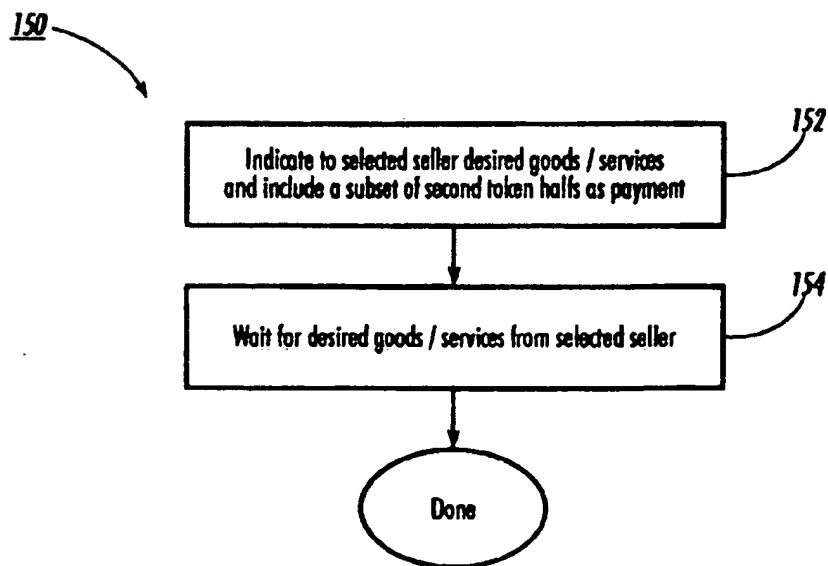 150
152
Indicate to selected seller desired goods / services
and include a subset of second token halfs as payment
154
Wait for desired goods / services from selected seller
Done